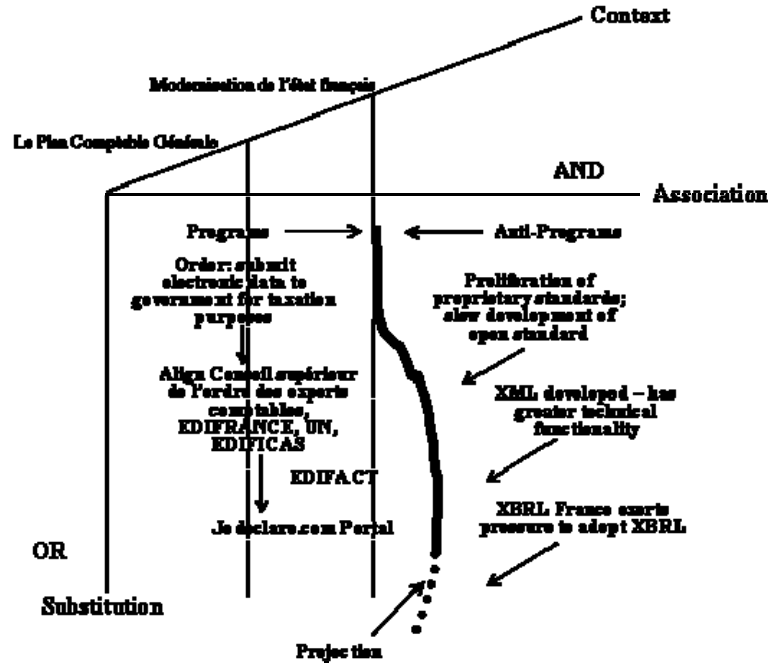 Context
Modernisation de l'état français
Le Plan Comptable Générale
AND
Association
Programs
Anti-Programs
Order: submit
electronic data to
government for taxation
purposes
Proliferation of
proprietary standards;
slow development of
open standard
Align Conseil supérieur
de l'ordre des experts
comptables,
EDIFRANCE, UN,
EDIFICAS
XML developed – has
greater technical
functionality
EDIFACT
Je declare.com Portal
XBRL France exerts
pressure to adopt XBRL
OR
Substitution
Projection